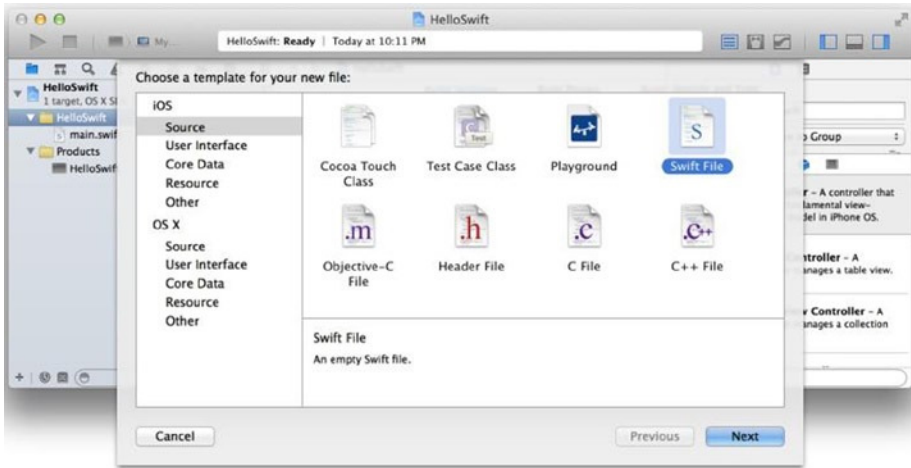 HelloSwift
My...
HelloSwift: Ready | Today at 10:11 PM
HelloSwift
1 target, OS X S
HelloSwift
main.swif
Products
HelloSwif
Choose a template for your new file:
iOS
Source
User Interface
Core Data
Resource
Other
OS X
Source
User Interface
Core Data
Resource
Other
Cocoa Touch
Class
Test
Test Case Class
Playground
S
Swift File
.m
Objective-C
File
.h
Header File
.c
C File
C++
C++ File
Swift File
An empty Swift file.
Cancel
Previous
Next
Group
r – A controller that
damental view–
del in iPhone OS.
ntroller – A
anages a table view.
v Controller – A
anages a collection